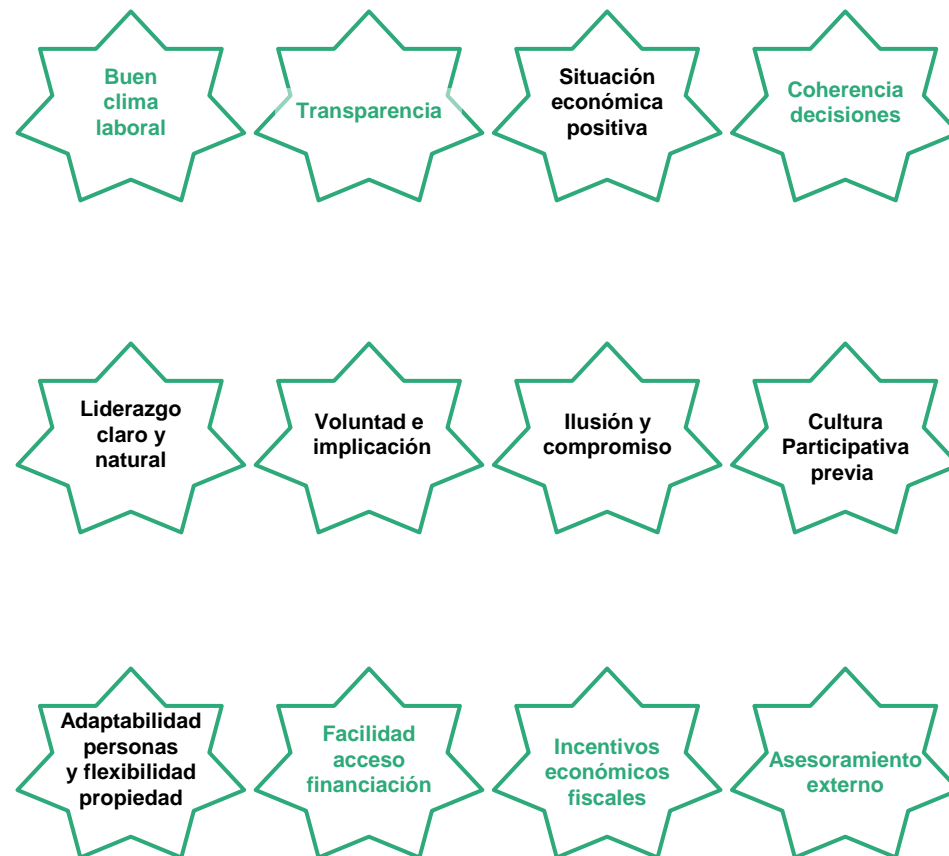 Buen
clima
laboral
Transparencia
Situación
económica
positiva
Coherencia
decisiones
Liderazgo
claro y
natural
Voluntad e
implicación
Ilusión y
compromiso
Cultura
Participativa
previa
Adaptabilidad
personas
y flexibilidad
propiedad
Facilidad
acceso
financiación
Incentivos
económicos
fiscales
Asesoramiento
externo